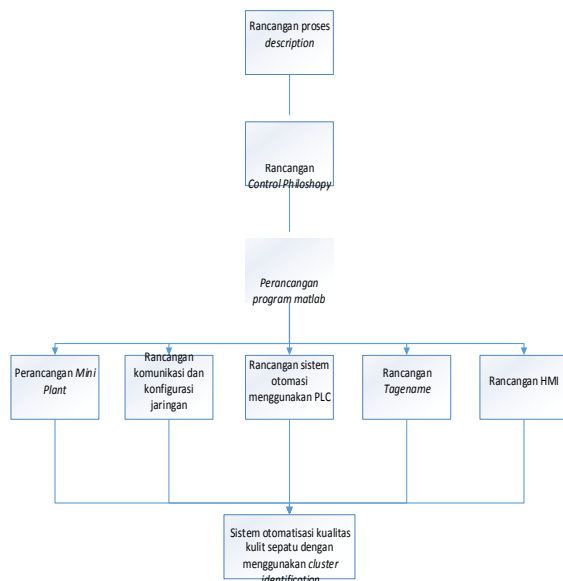 Rancangan proses
description
Rancangan
Control Philoshopy
Perancangan
program matlab
Perancangan Mini
Plant
Rancangan
komunikasi dan
konfigurasi
jaringan
Rancangan sistem
otomasi
menggunakan PLC
Rancangan
Tagename
Rancangan HMI
Sistem otomatisasi kualitas
kulit sepatu dengan
menggunakan cluster
identification